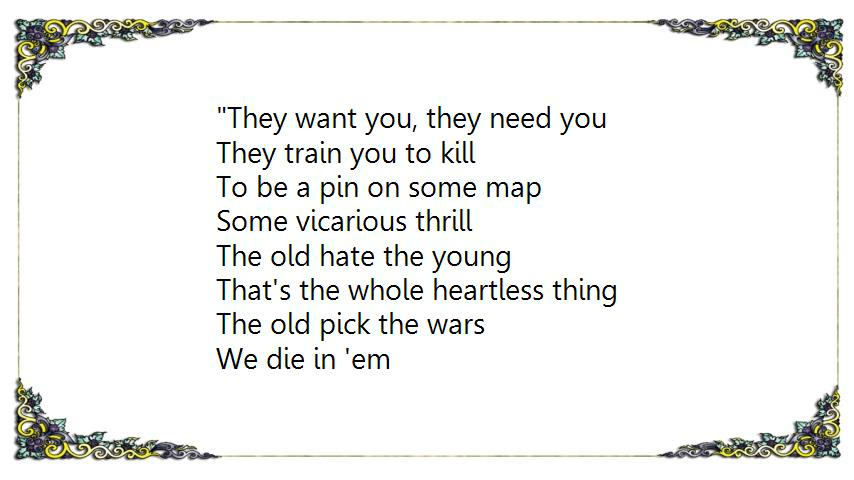 "They want you, they need you
They train you to kill
To be a pin on some map
Some vicarious thrill
The old hate the young
That's the whole heartless thing
The old pick the wars
We die in 'em